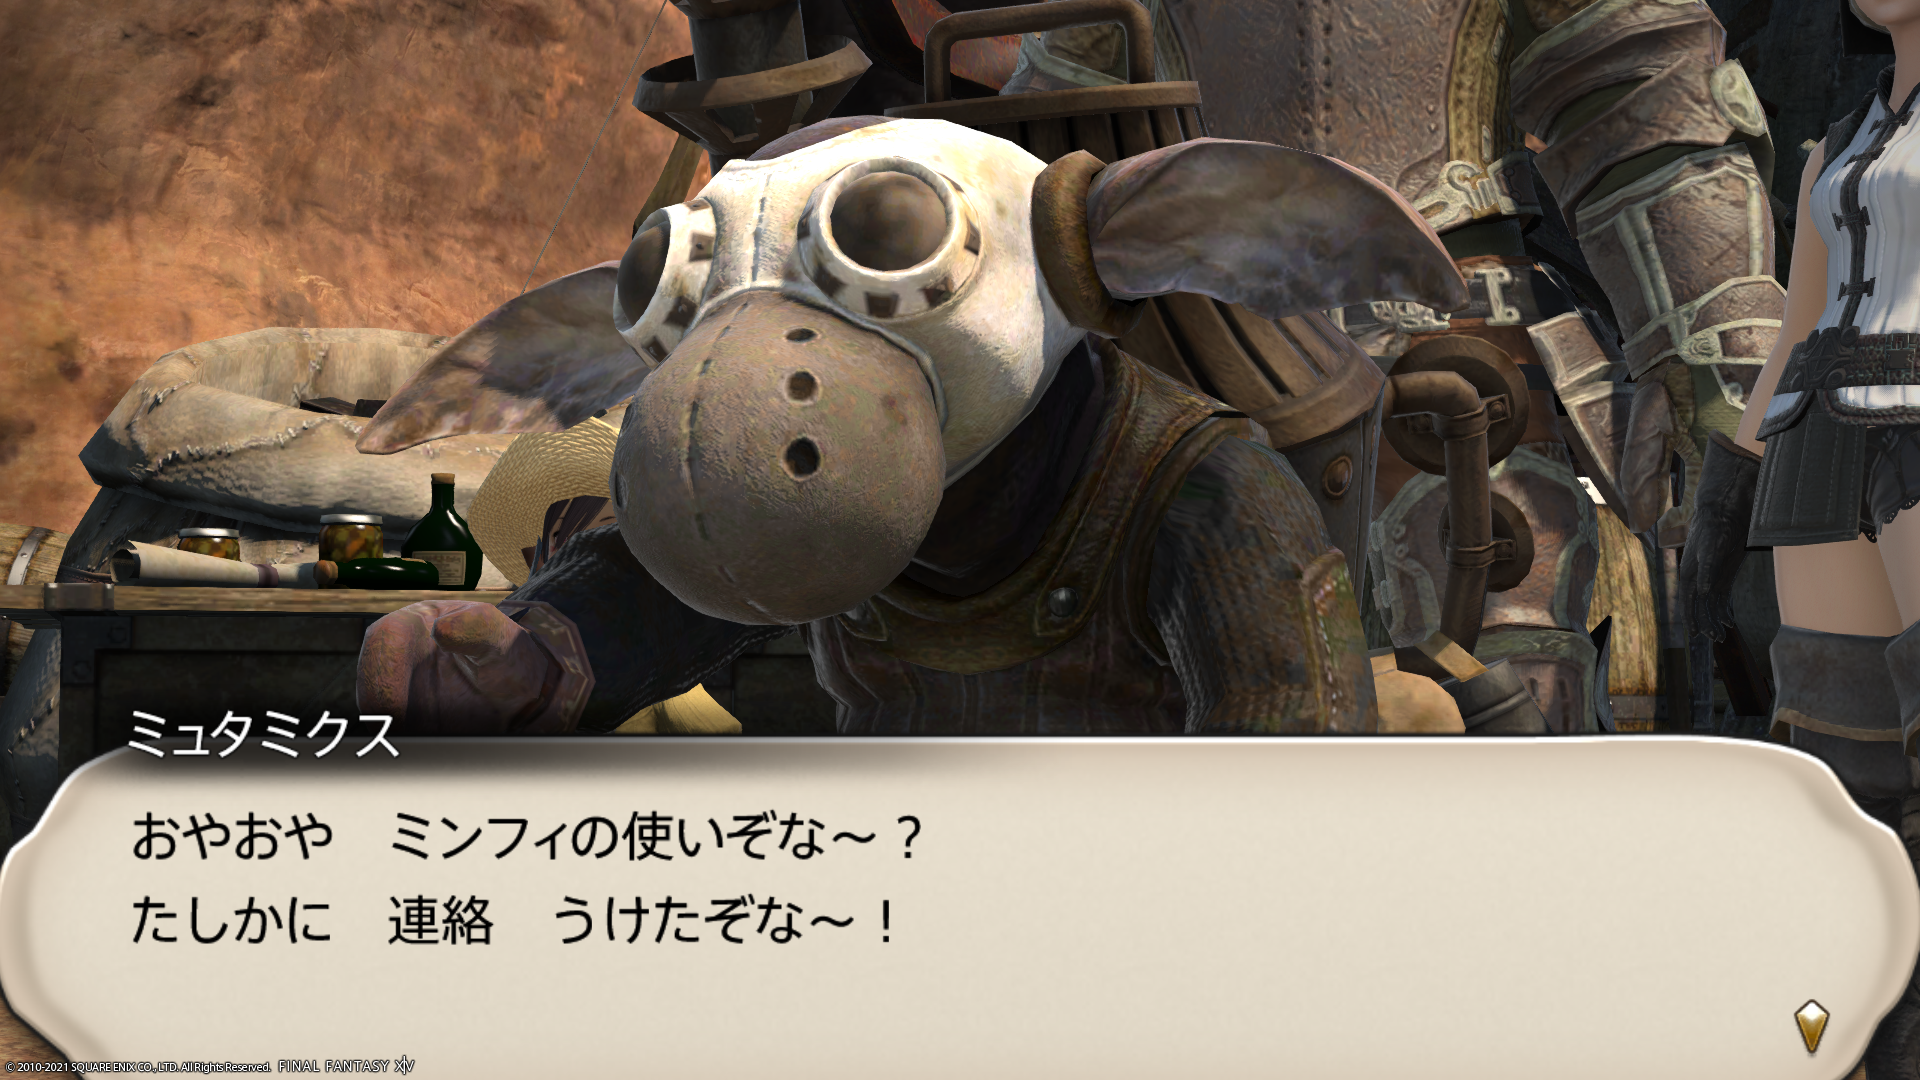 ミュタミクス
おやおや　ミンフィの使いぞな～？
たしかに　連絡　うけたぞな～！
© 2010-2021 SQUARE ENIX CO., LTD. All Rights Reserved. FINAL FANTASY XIV